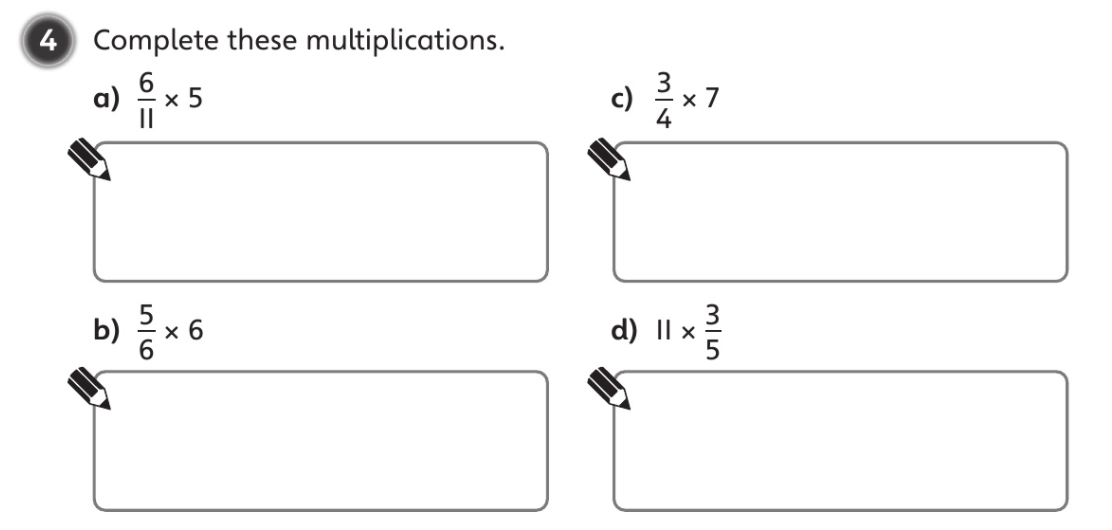 4 Complete these multiplications.
a) 6/11 × 5
b) 5/6 × 6
c) 3/4 × 7
d) 11 × 3/5